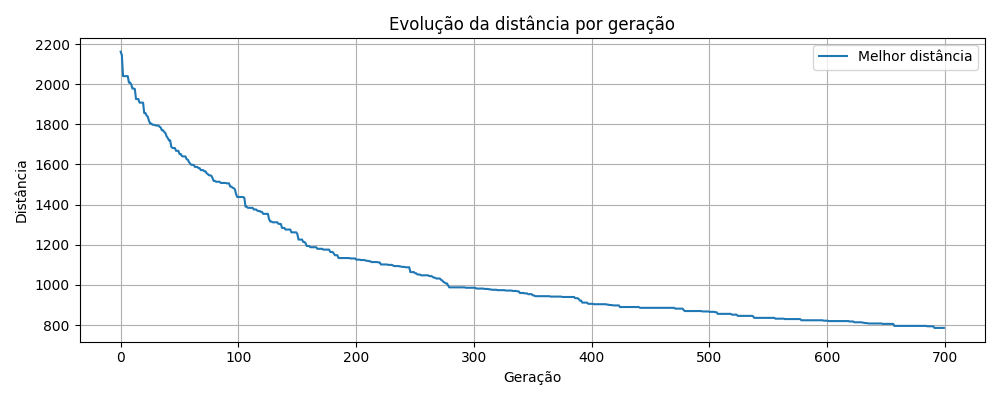 Evolução da distância por geração
Melhor distância
Distância
2200
2000
1800
1600
1400
1200
1000
800
0 100 200 300 400 500 600 700
Geração